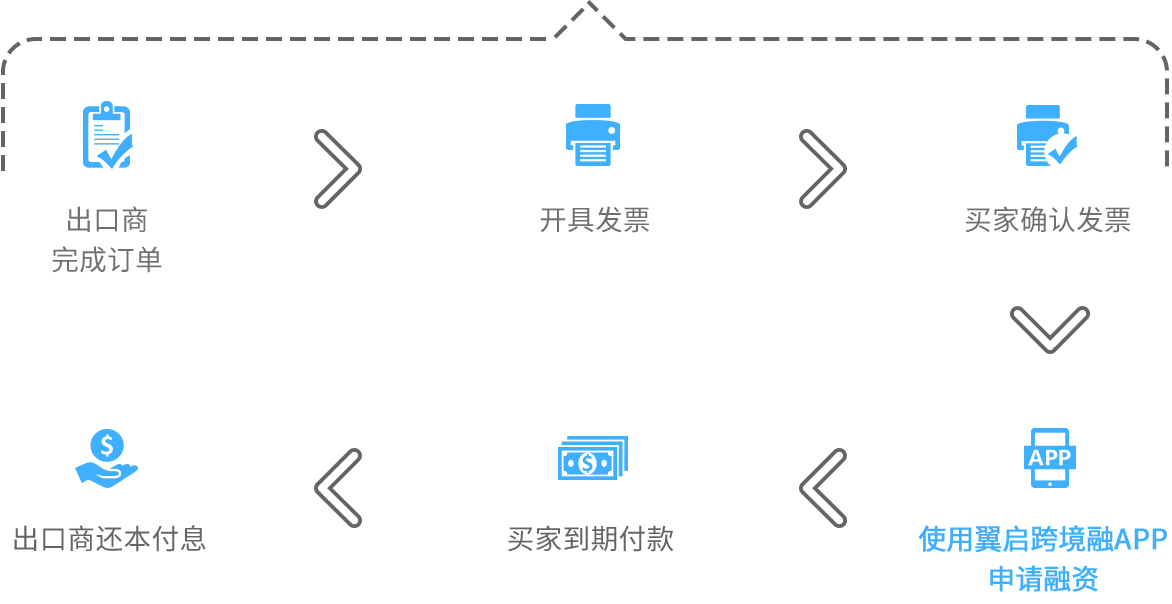 出口商
完成订单
开具发票
买家确认发票
出口商还本付息
$
买家到期付款
$
APP
使用翼启跨境融APP
申请融资